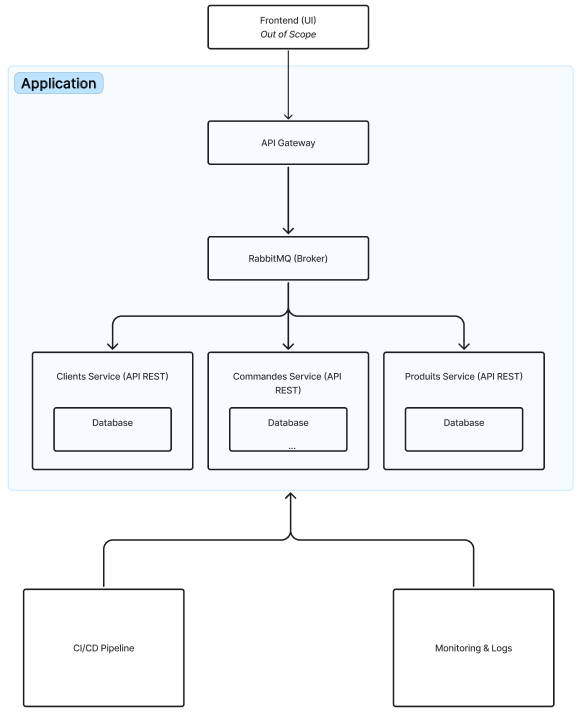 Frontend (UI)
Out of Scope
Application
API Gateway
RabbitMQ (Broker)
Clients Service (API REST)
Commandes Service (API
REST)
Produits Service (API REST)
Database
Database
...
Database
CI/CD Pipeline
Monitoring & Logs